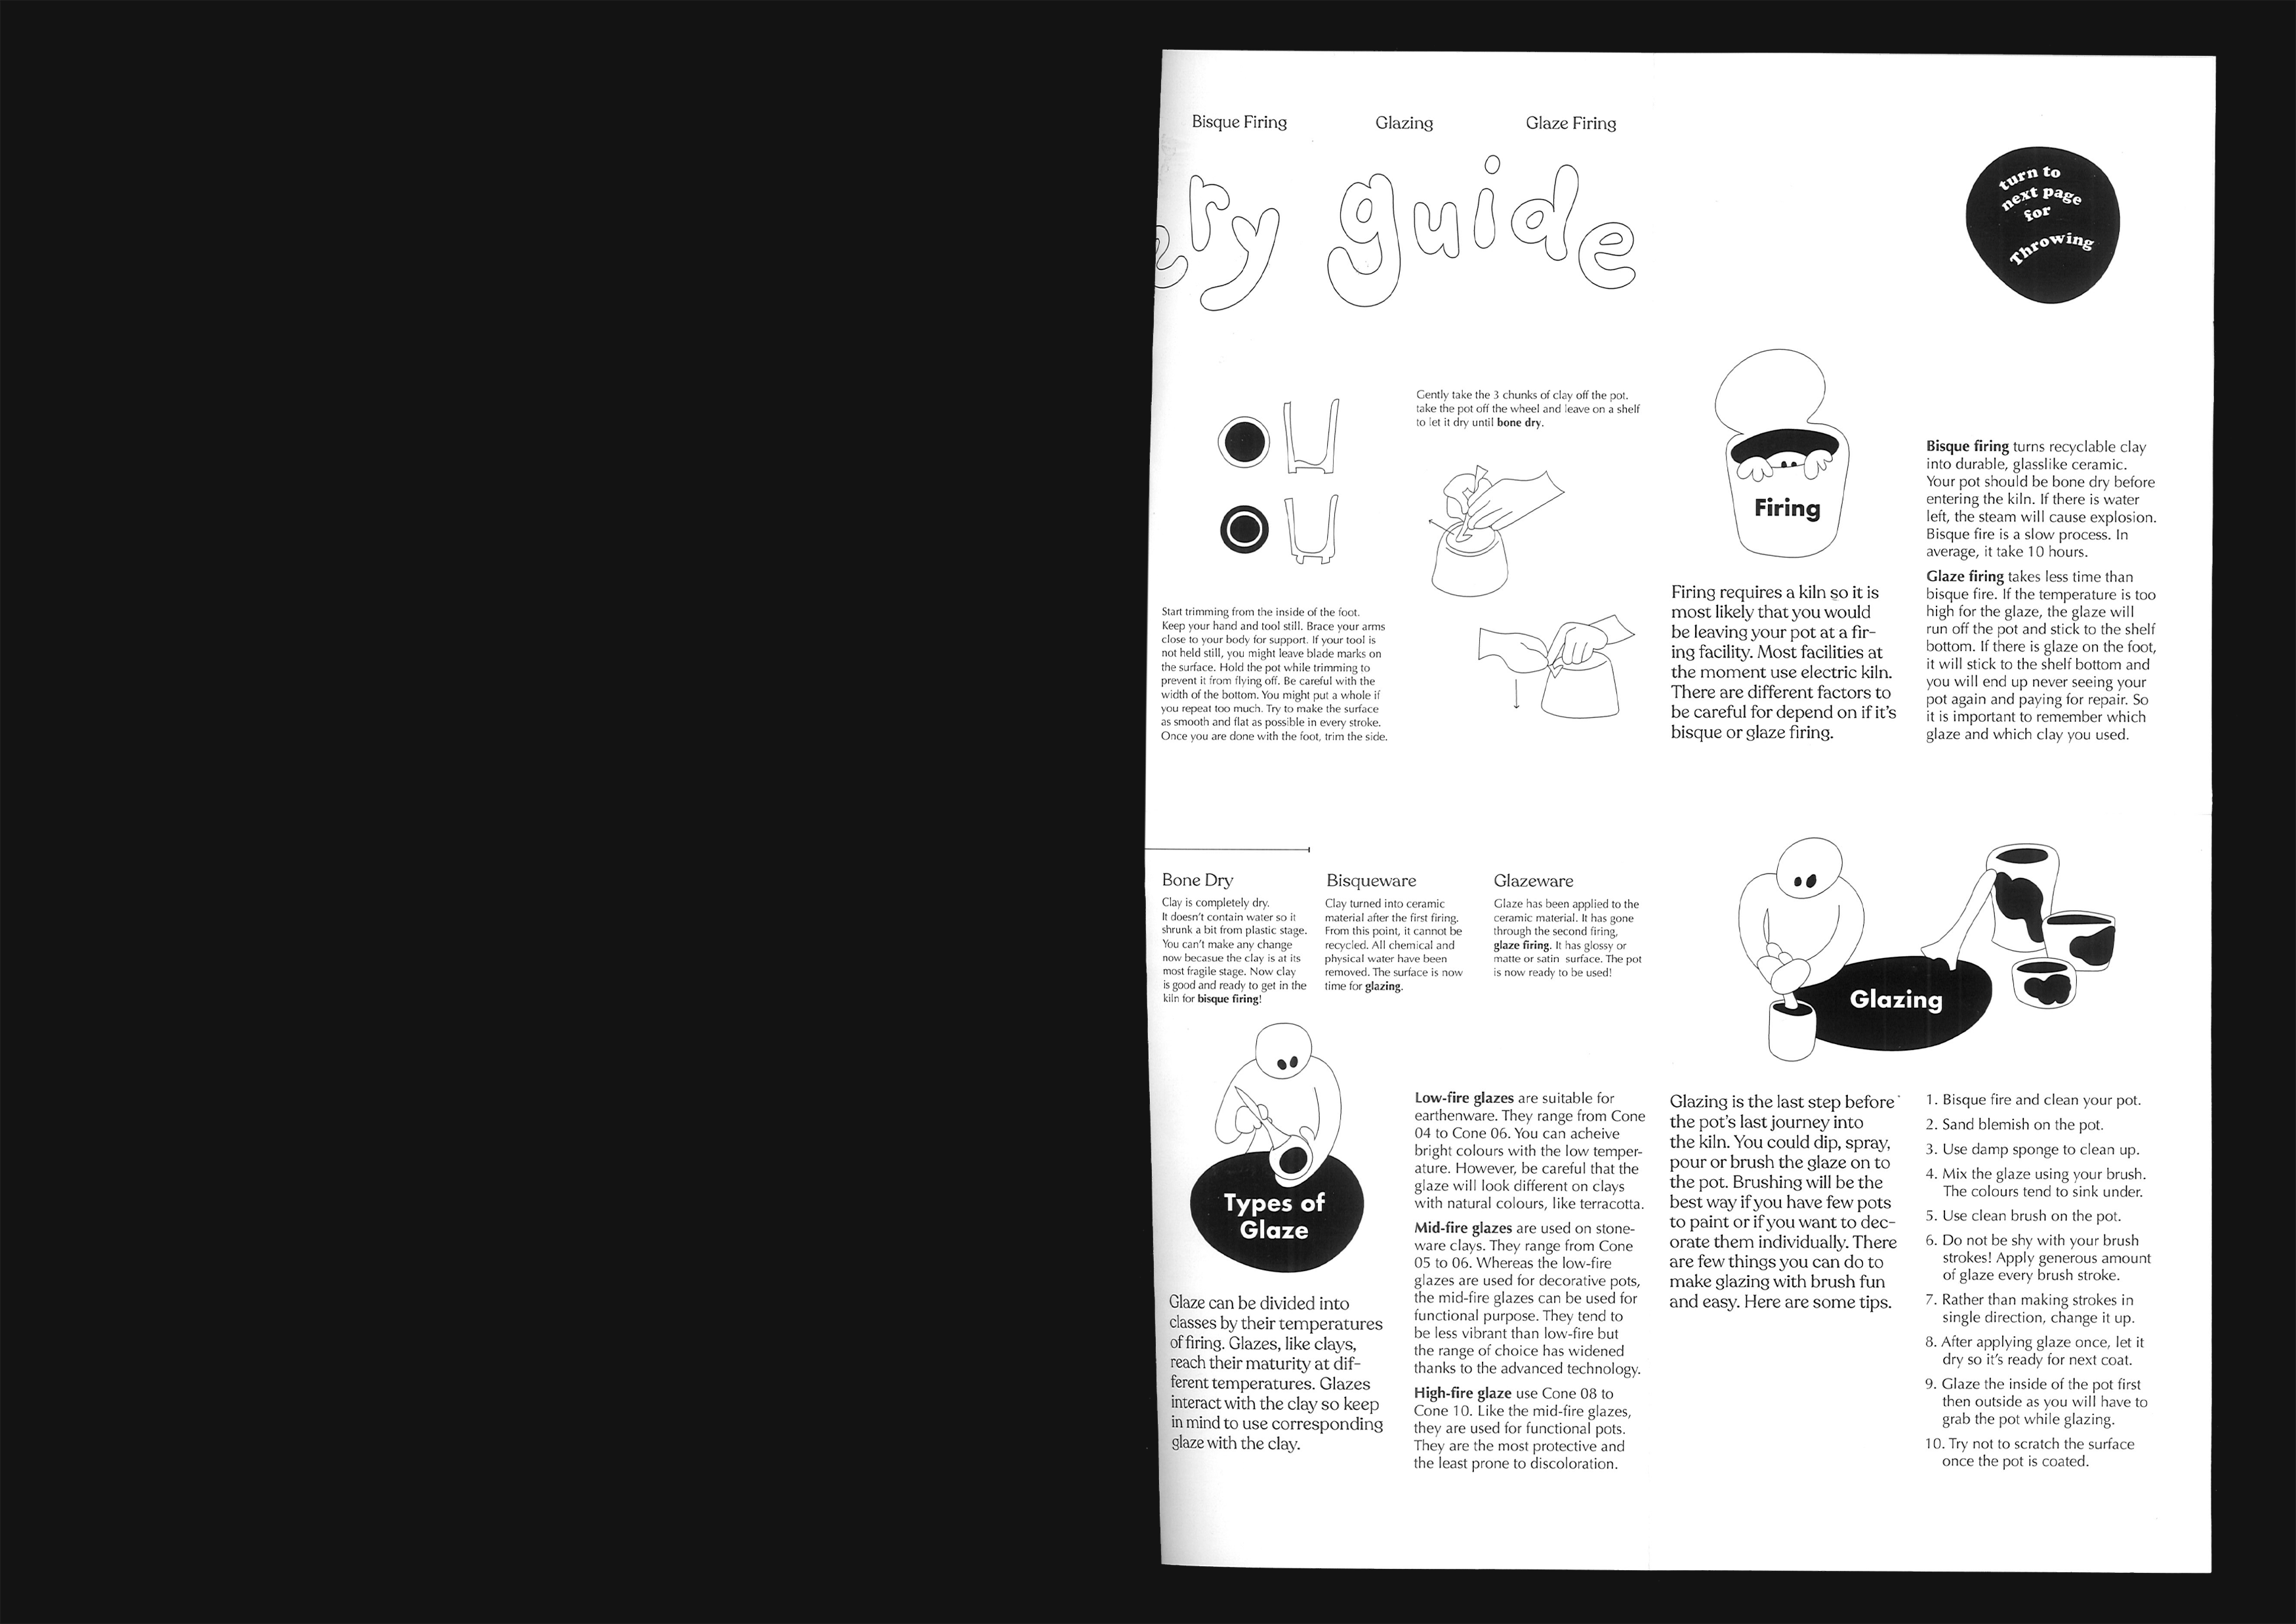 Bisque Firing
Glazing
Glaze Firing
ery guide
turn to
next page
for
Throwing
Gently take the 3 chunks of clay off the pot.
take the pot off the wheel and leave on a shelf
to let it dry until bone dry.
Start trimming from the inside of the foot.
Keep your hand and tool still. Brace your arms
close to your body for support. If your tool is
not held still, you might leave blade marks on
the surface. Hold the pot while trimming to
prevent it from flying off. Be careful with the
width of the bottom. You might put a whole if
you repeat too much. Try to make the surface
as smooth and flat as possible in every stroke.
Once you are done with the foot, trim the side.
Firing
Firing requires a kiln so it is
most likely that you would
be leaving your pot at a fir-
ing facility. Most facilities at
the moment use electric kiln.
There are different factors to
be careful for depend on if it's
bisque or glaze firing.
Bisque firing turns recyclable clay
into durable, glasslike ceramic.
Your pot should be bone dry before
entering the kiln. If there is water
left, the steam will cause explosion.
Bisque fire is a slow process. In
average, it take 10 hours.
Glaze firing takes less time than
bisque fire. If the temperature is too
high for the glaze, the glaze will
run off the pot and stick to the shelf
bottom. If there is glaze on the foot,
it will stick to the shelf bottom and
you will end up never seeing your
pot again and paying for repair. So
it is important to remember which
glaze and which clay you used.
Bone Dry
Clay is completely dry.
It doesn't contain water so it
shrunk a bit from plastic stage.
You can't make any change
now becasue the clay is at its
most fragile stage. Now clay
is good and ready to get in the
kiln for bisque firing!
Bisqueware
Clay turned into ceramic
material after the first firing.
From this point, it cannot be
recycled. All chemical and
physical water have been
removed. The surface is now
time for glazing.
Glazeware
Glaze has been applied to the
ceramic material. It has gone
through the second firing,
glaze firing. It has glossy or
matte or satin surface. The pot
is now ready to be used!
Types of
Glaze
Glaze can be divided into
classes by their temperatures
of firing. Glazes, like clays,
reach their maturity at dif-
ferent temperatures. Glazes
interact with the clay so keep
in mind to use corresponding
glaze with the clay.
Low-fire glazes are suitable for
earthenware. They range from Cone
04 to Cone 06. You can acheive
bright colours with the low temper-
ature. However, be careful that the
glaze will look different on clays
with natural colours, like terracotta.
Mid-fire glazes are used on stone-
ware clays. They range from Cone
05 to 06. Whereas the low-fire
glazes are used for decorative pots,
the mid-fire glazes can be used for
functional purpose. They tend to
be less vibrant than low-fire but
the range of choice has widened
thanks to the advanced technology.
High-fire glaze use Cone 08 to
Cone 10. Like the mid-fire glazes,
they are used for functional pots.
They are the most protective and
the least prone to discoloration.
Glazing
Glazing is the last step before
the pot's last journey into
the kiln. You could dip, spray,
pour or brush the glaze on to
the pot. Brushing will be the
best way if you have few pots
to paint or if you want to dec-
orate them individually. There
are few things you can do to
make glazing with brush fun
and easy. Here are some tips.
1. Bisque fire and clean your pot.
2. Sand blemish on the pot.
3. Use damp sponge to clean up.
4. Mix the glaze using your brush.
The colours tend to sink under.
5. Use clean brush on the pot.
6. Do not be shy with your brush
strokes! Apply generous amount
of glaze every brush stroke.
7. Rather than making strokes in
single direction, change it up.
8. After applying glaze once, let it
dry so it's ready for next coat.
9. Glaze the inside of the pot first
then outside as you will have to
grab the pot while glazing.
10. Try not to scratch the surface
once the pot is coated.